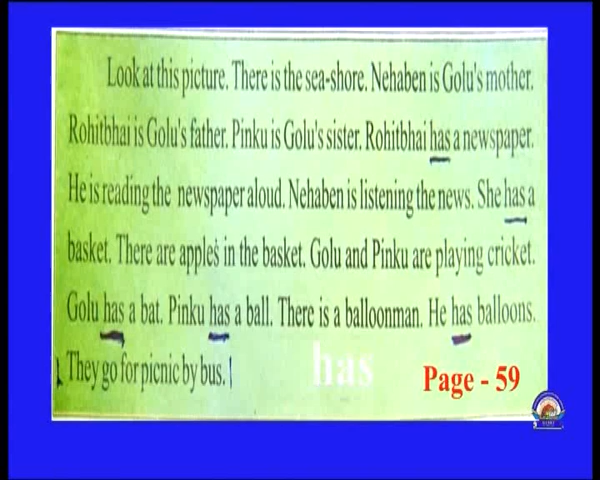 Look at this picture. There is the sea-shore. Nehaben is Golu's mother.
Rohitbhai is Golu's father. Pinku is Golu's sister. Rohitbhai has a newspaper.
He is reading the newspaper aloud. Nehaben is listening the news. She has a
basket. There are apples in the basket. Golu and Pinku are playing cricket.
Golu has a bat. Pinku has a ball. There is a balloonman. He has balloons.
They go for picnic by bus.
has
Page - 59